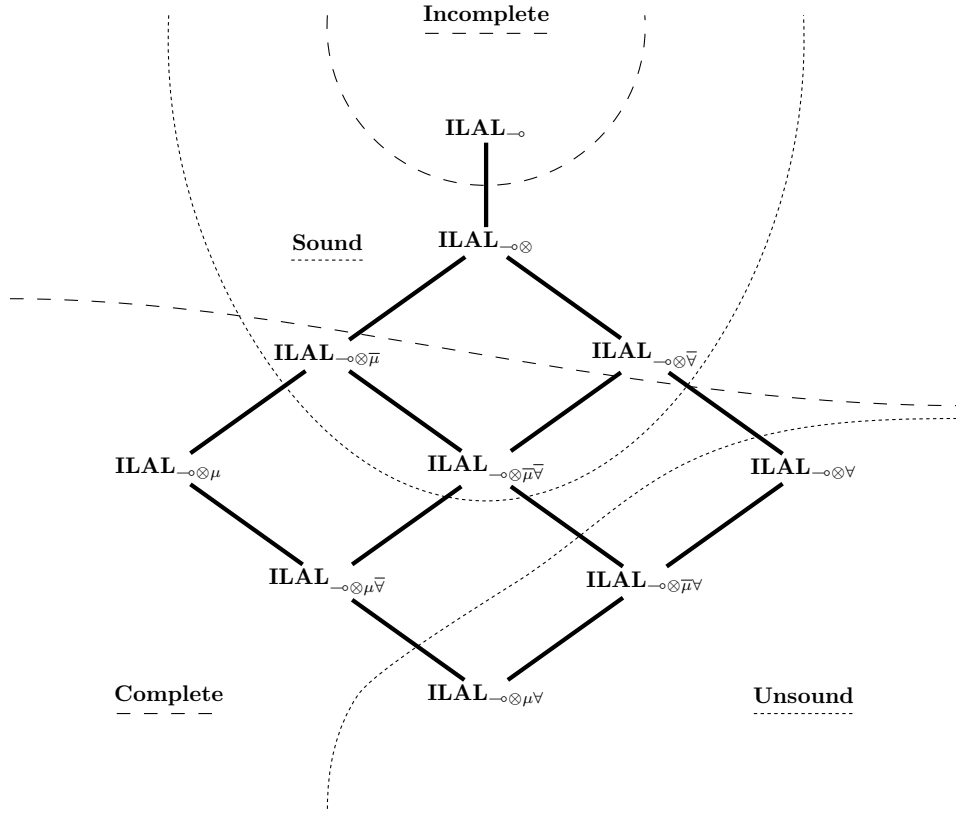 Incomplete
ILAL⊸
ILAL⊸⊗
Sound
ILAL⊸⊗μ̅ ILAL⊸⊗∀̅
ILAL⊸⊗μ ILAL⊸⊗μ̅∀̅ ILAL⊸⊗∀
ILAL⊸⊗μ∀̅ ILAL⊸⊗μ̅∀
Complete ILAL⊸⊗μ∀ Unsound